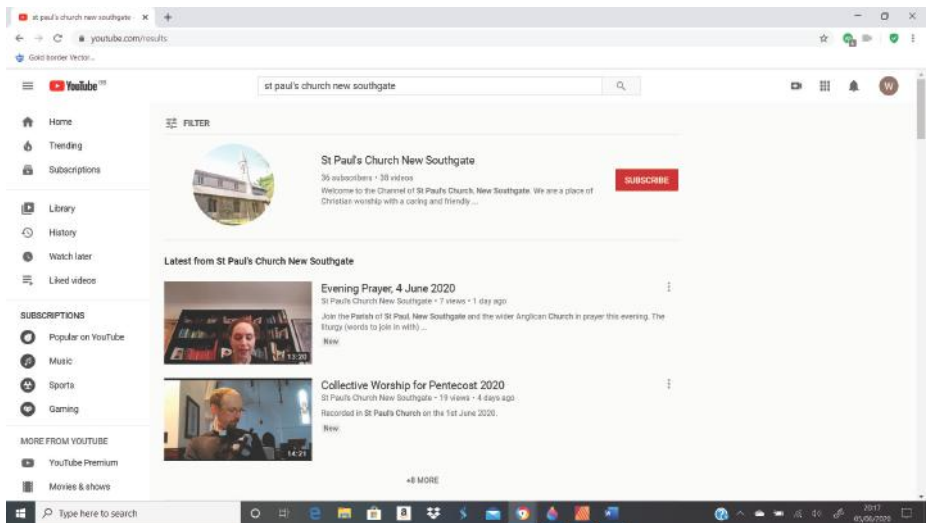 st paul's church new southgate
youtube.com/results
Gold border Vector...
YouTube GB
st paul's church new southgate
W
Home
Trending
Subscriptions
Library
History
Watch later
Liked videos
SUBSCRIPTIONS
Popular on YouTube
Music
Sports
Gaming
MORE FROM YOUTUBE
YouTube Premium
Movies & shows
FILTER
St Paul's Church New Southgate
36 subscribers • 38 videos
Welcome to the Channel of St Paul's Church, New Southgate. We are a place of
Christian worship with a caring and friendly ...
SUBSCRIBE
Latest from St Paul's Church New Southgate
Evening Prayer, 4 June 2020
St Paul's Church New Southgate • 7 views • 1 day ago
Join the Parish of St Paul, New Southgate and the wider Anglican Church in prayer this evening. The
liturgy (words to join in with) ...
New
13:20
Collective Worship for Pentecost 2020
St Paul's Church New Southgate • 19 views • 4 days ago
Recorded in St Paul's Church on the 1st June 2020.
New
14:21
+8 MORE
Type here to search
20:17
05/06/2020